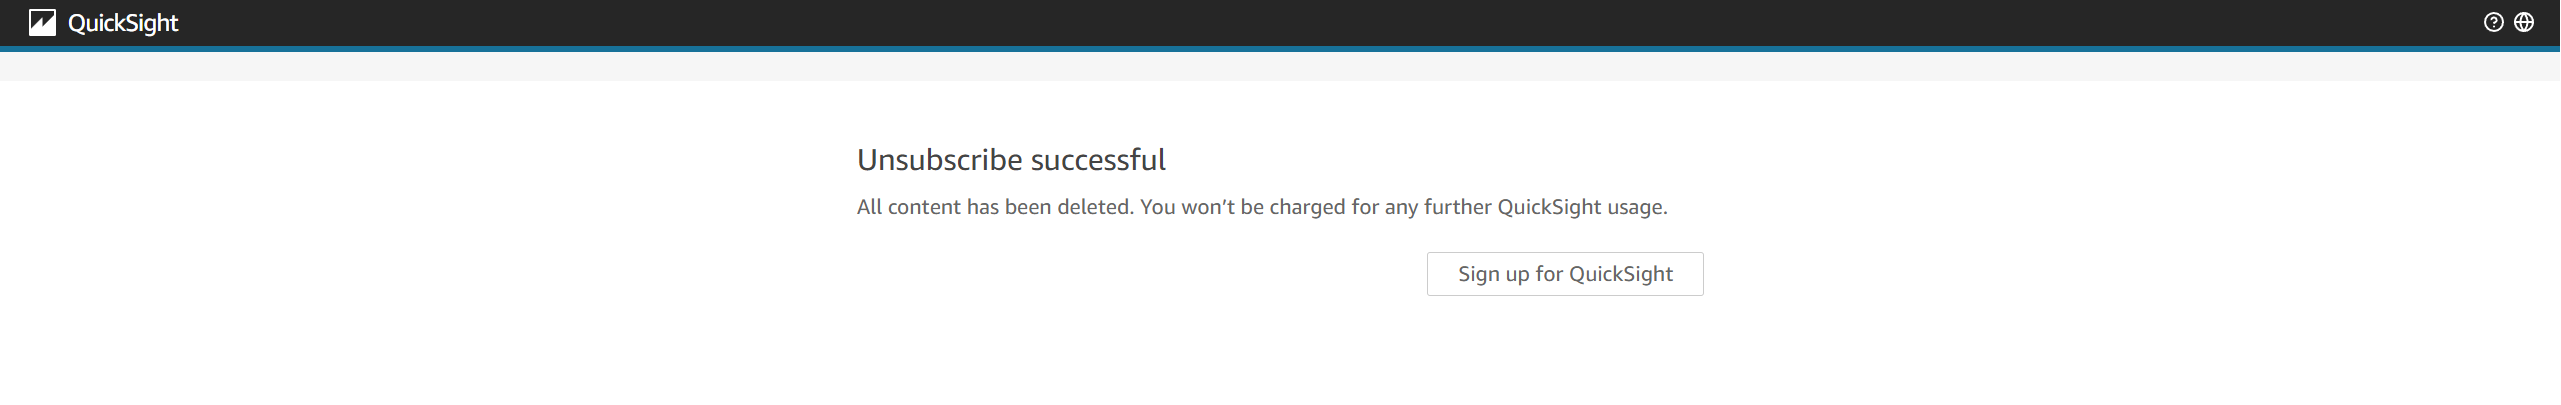 QuickSight
Unsubscribe successful
All content has been deleted. You won’t be charged for any further QuickSight usage.
Sign up for QuickSight